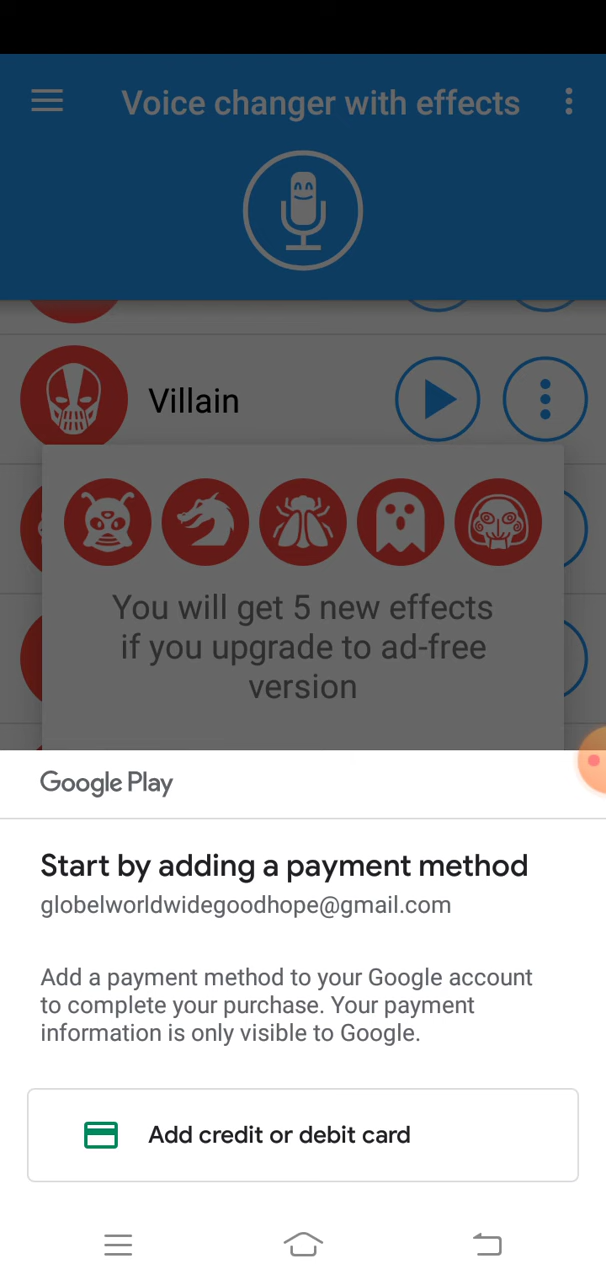 Voice changer with effects
Villain
You will get 5 new effects
if you upgrade to ad-free
version
Google Play
Start by adding a payment method
globelworldwidegoodhope@gmail.com
Add a payment method to your Google account
to complete your purchase. Your payment
information is only visible to Google.
Add credit or debit card